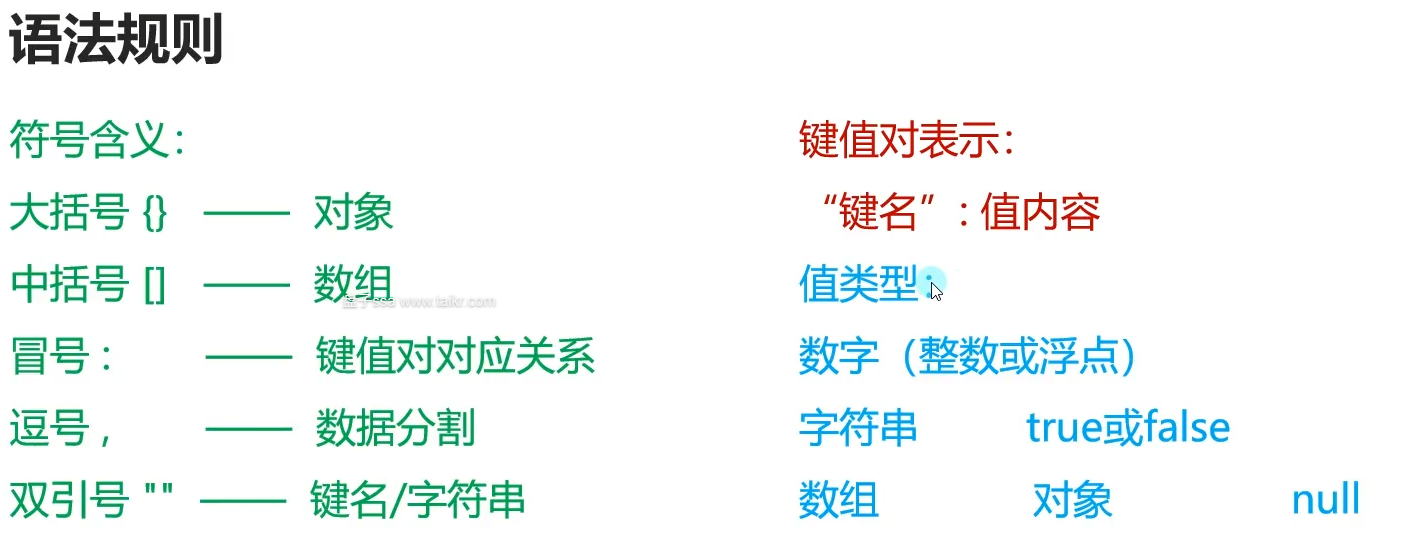 语法规则
符号含义：
大括号 {} —— 对象
中括号 [] —— 数组
冒号 : —— 键值对对应关系
逗号 , —— 数据分割
双引号 "" —— 键名/字符串
键值对表示：
“键名” : 值内容
值类型：
数字（整数或浮点）
字符串 true或false
数组 对象 null
www.taikr.com